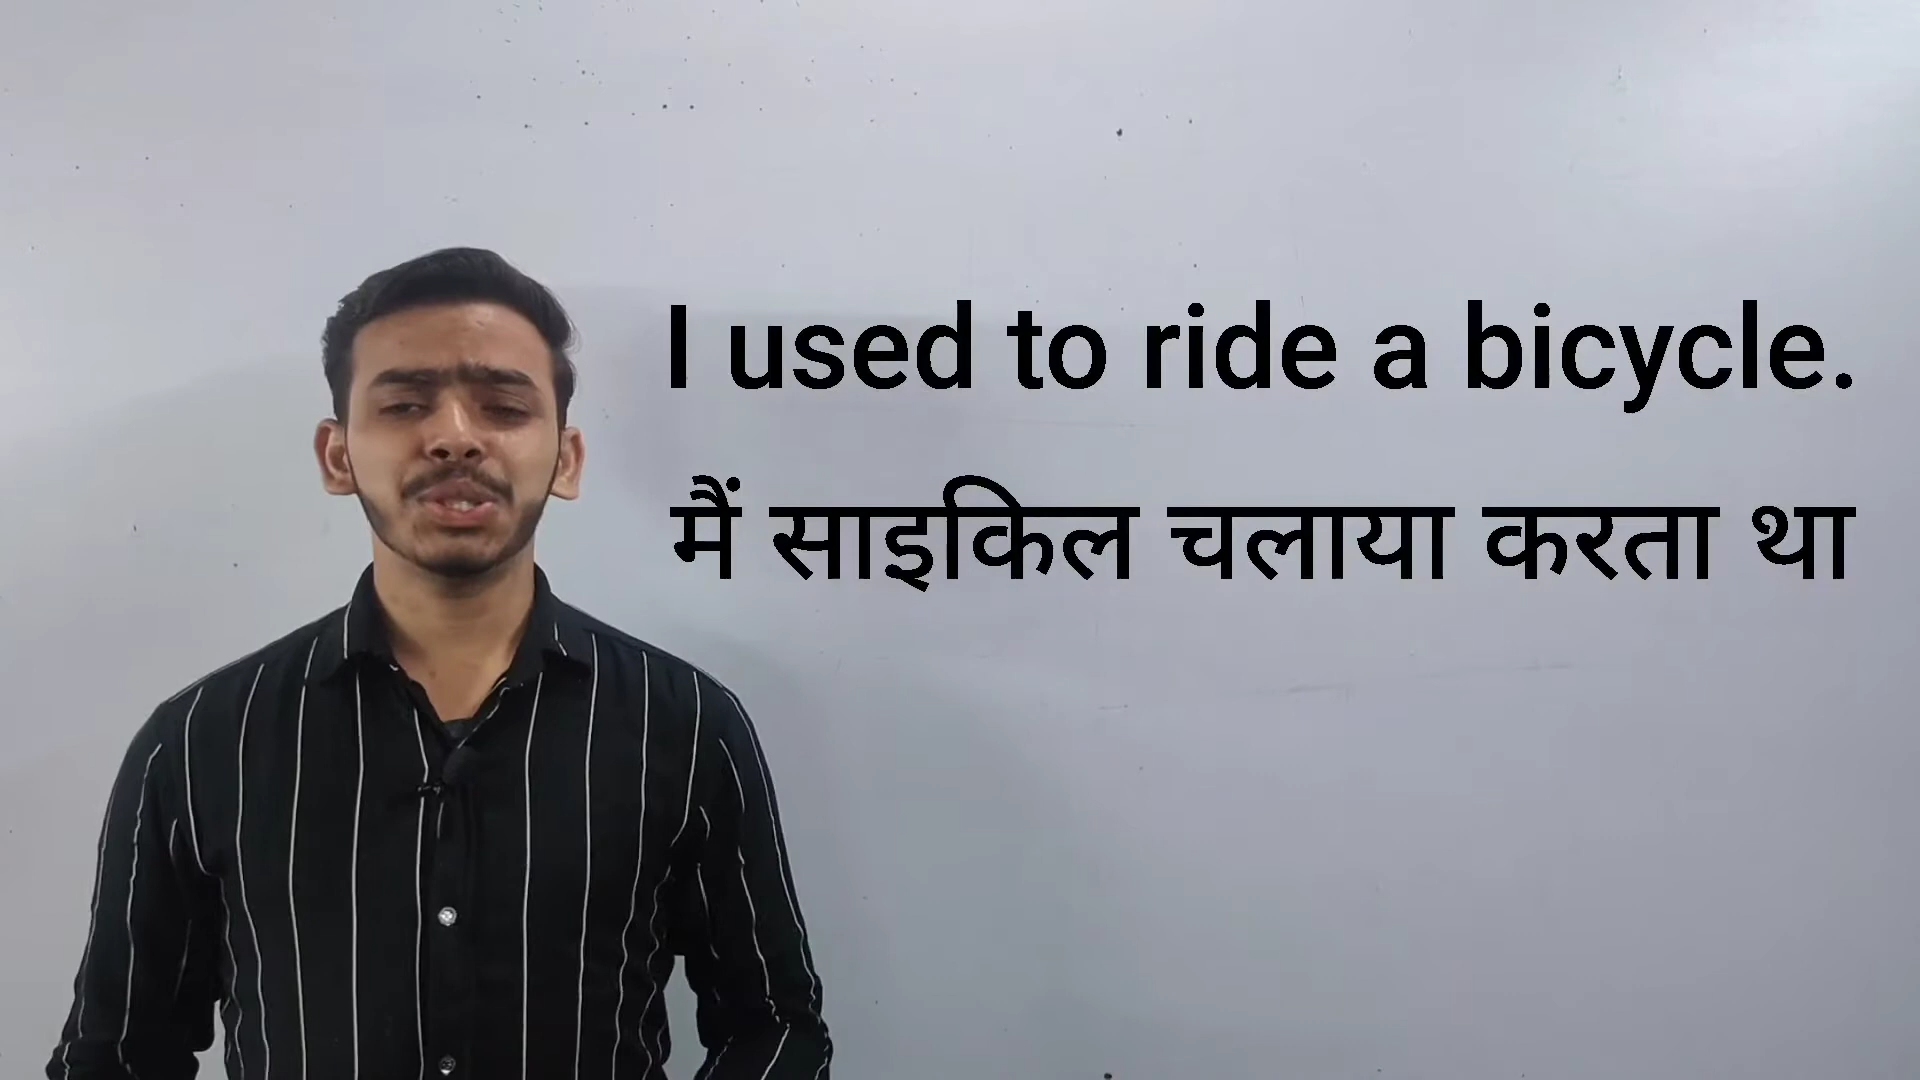 I used to ride a bicycle.
मैं साइकिल चलाया करता था